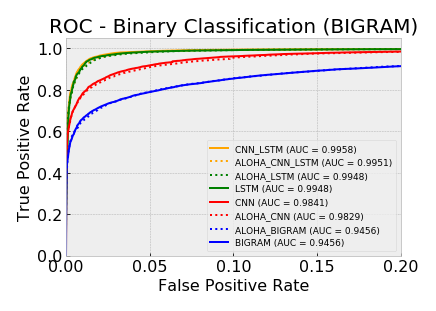 ROC - Binary Classification (BIGRAM)
True Positive Rate
1.0
0.8
0.6
0.4
0.2
0.0
CNN_LSTM (AUC = 0.9958)
ALOHA_CNN_LSTM (AUC = 0.9951)
ALOHA_LSTM (AUC = 0.9948)
LSTM (AUC = 0.9948)
CNN (AUC = 0.9841)
ALOHA_CNN (AUC = 0.9829)
ALOHA_BIGRAM (AUC = 0.9456)
BIGRAM (AUC = 0.9456)
0.00 0.05 0.10 0.15 0.20
False Positive Rate